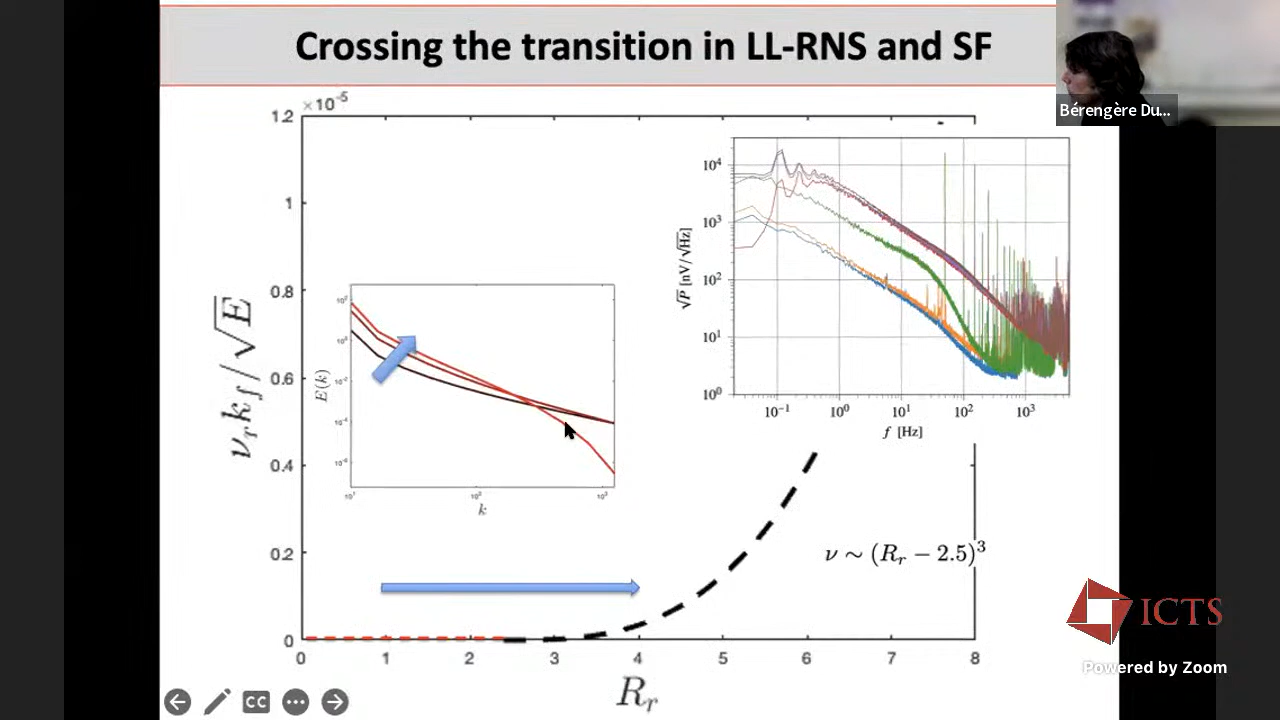 Crossing the transition in LL-RNS and SF
Bérengère Du...
×10⁻⁵
1.2
1
0.8
0.6
0.4
0.2
0
ν_r k_f / √E
0 1 2 3 4 5 6 7 8
R_r
E(k)
10¹ 10² 10³
k
√P [nV/√Hz]
10⁴
10³
10²
10¹
10⁰
10⁻¹ 10⁰ 10¹ 10² 10³
f [Hz]
ν ∼ (R_r − 2.5)³
ICTS
Powered by Zoom
CC